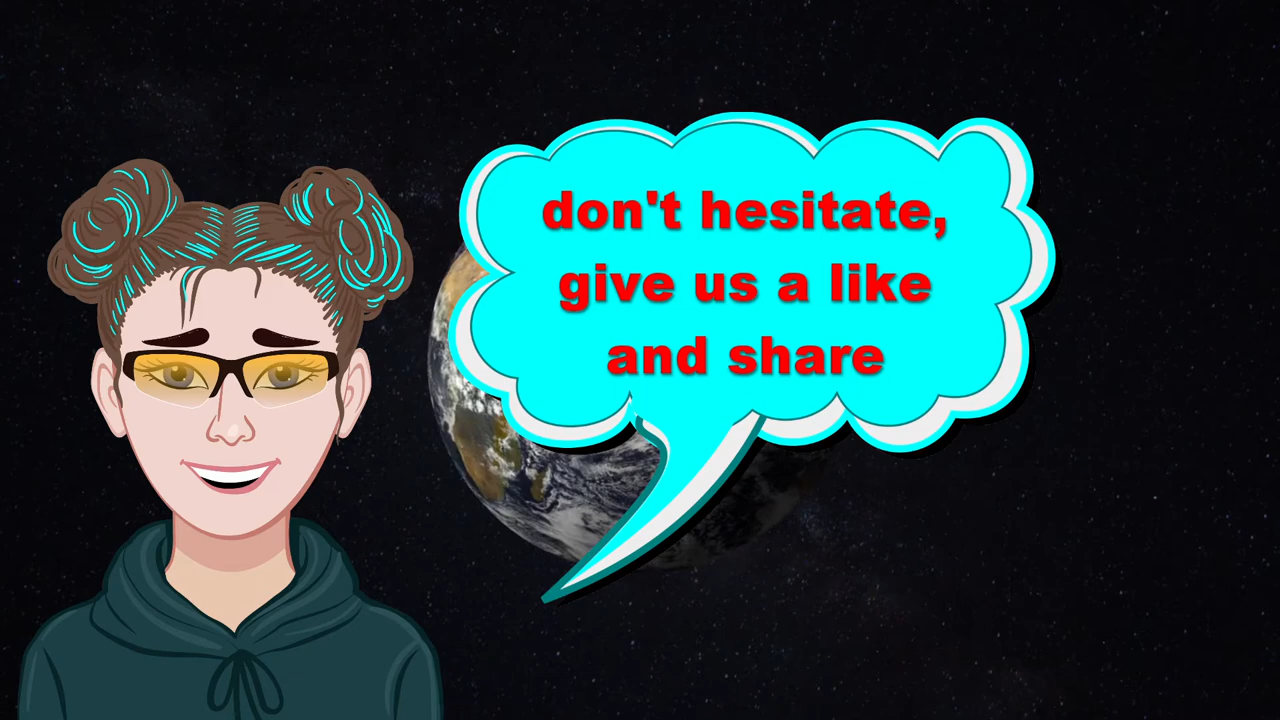 don't hesitate,
give us a like
and share